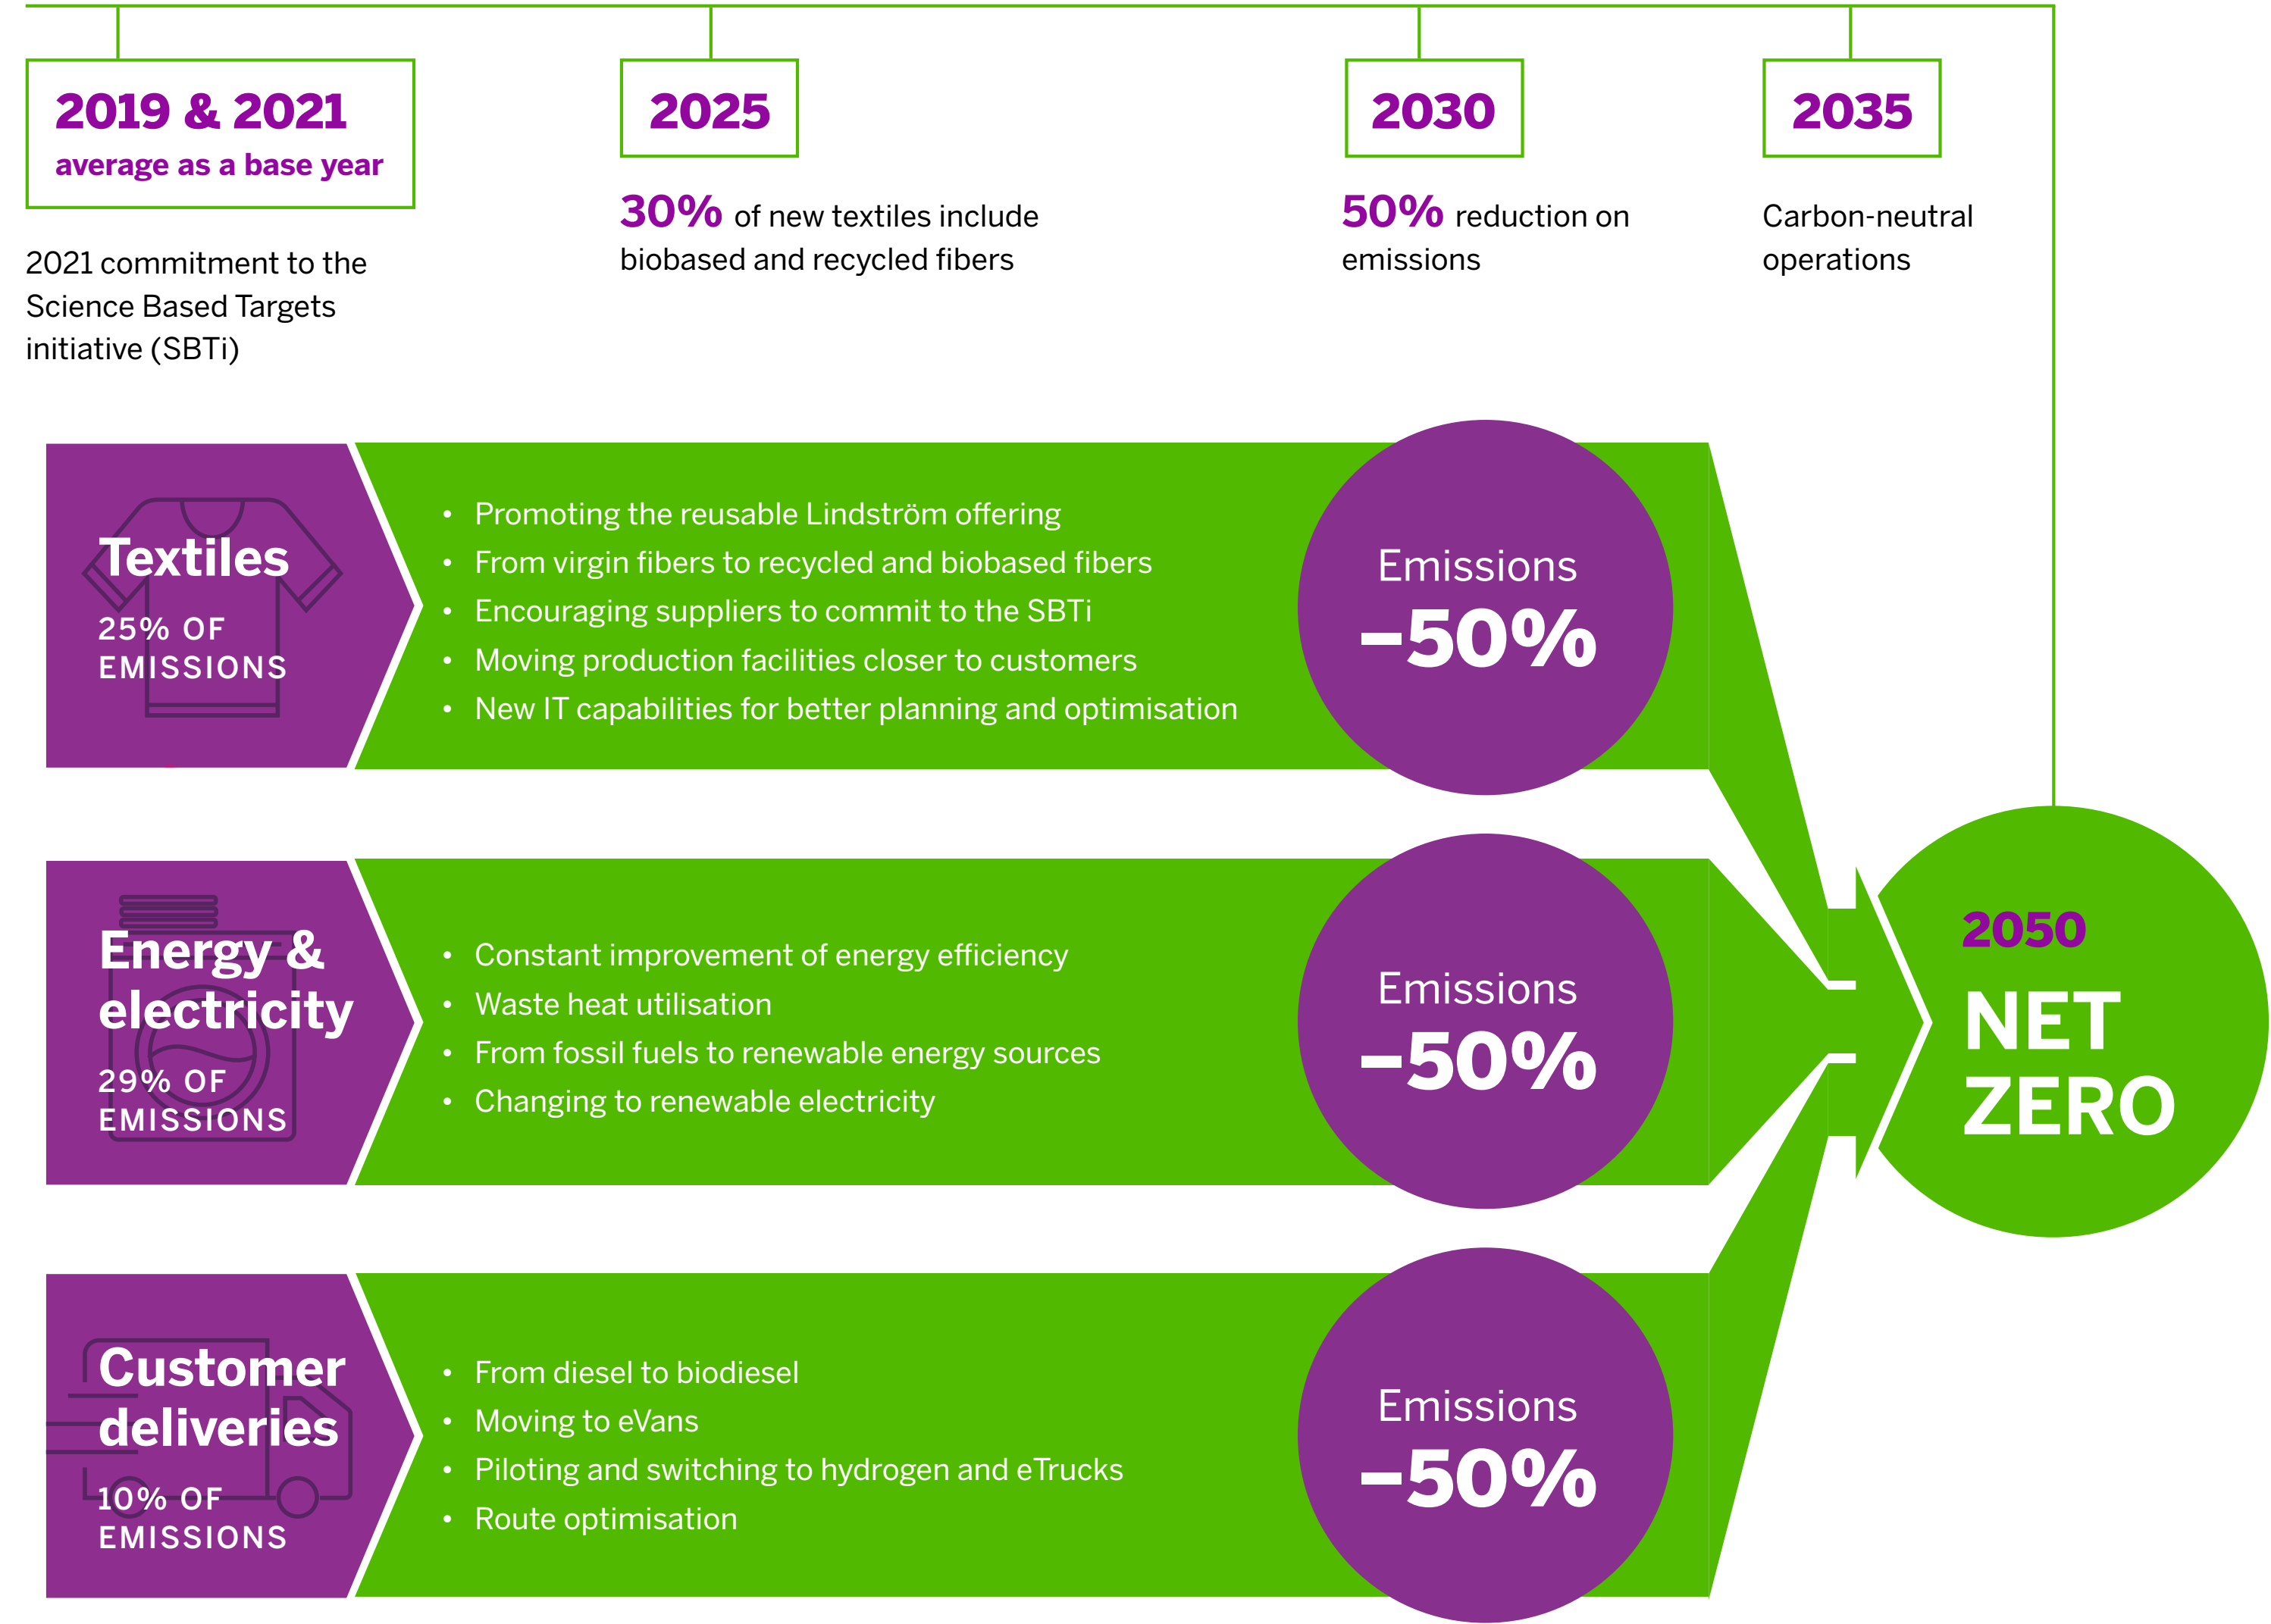 2019 & 2021
average as a base year
2021 commitment to the
Science Based Targets
initiative (SBTi)
2025
30% of new textiles include
biobased and recycled fibers
2030
50% reduction on
emissions
2035
Carbon-neutral
operations
Textiles
25% OF
EMISSIONS
• Promoting the reusable Lindström offering
• From virgin fibers to recycled and biobased fibers
• Encouraging suppliers to commit to the SBTi
• Moving production facilities closer to customers
• New IT capabilities for better planning and optimisation
Emissions
–50%
Energy &
electricity
29% OF
EMISSIONS
• Constant improvement of energy efficiency
• Waste heat utilisation
• From fossil fuels to renewable energy sources
• Changing to renewable electricity
Emissions
–50%
Customer
deliveries
10% OF
EMISSIONS
• From diesel to biodiesel
• Moving to eVans
• Piloting and switching to hydrogen and eTrucks
• Route optimisation
Emissions
–50%
2050
NET
ZERO